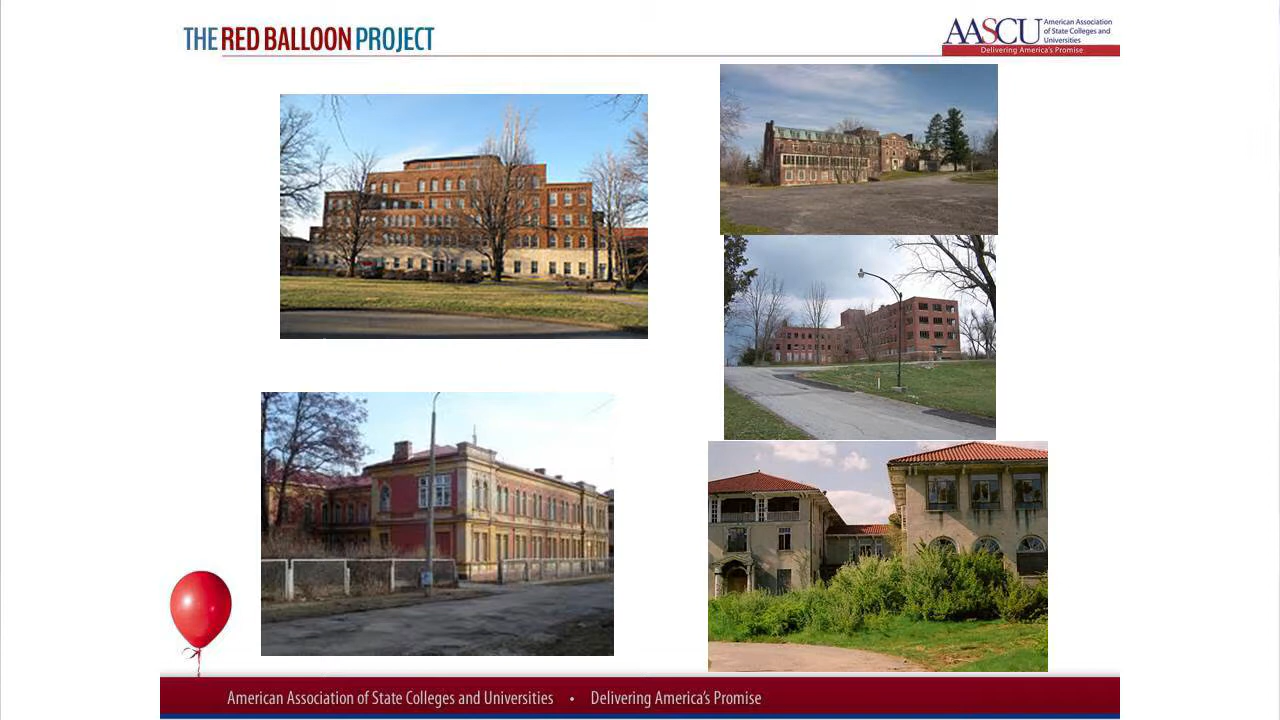 THE RED BALLOON PROJECT
AASCU
American Association
of State Colleges and
Universities
Delivering America's Promise
American Association of State Colleges and Universities • Delivering America's Promise